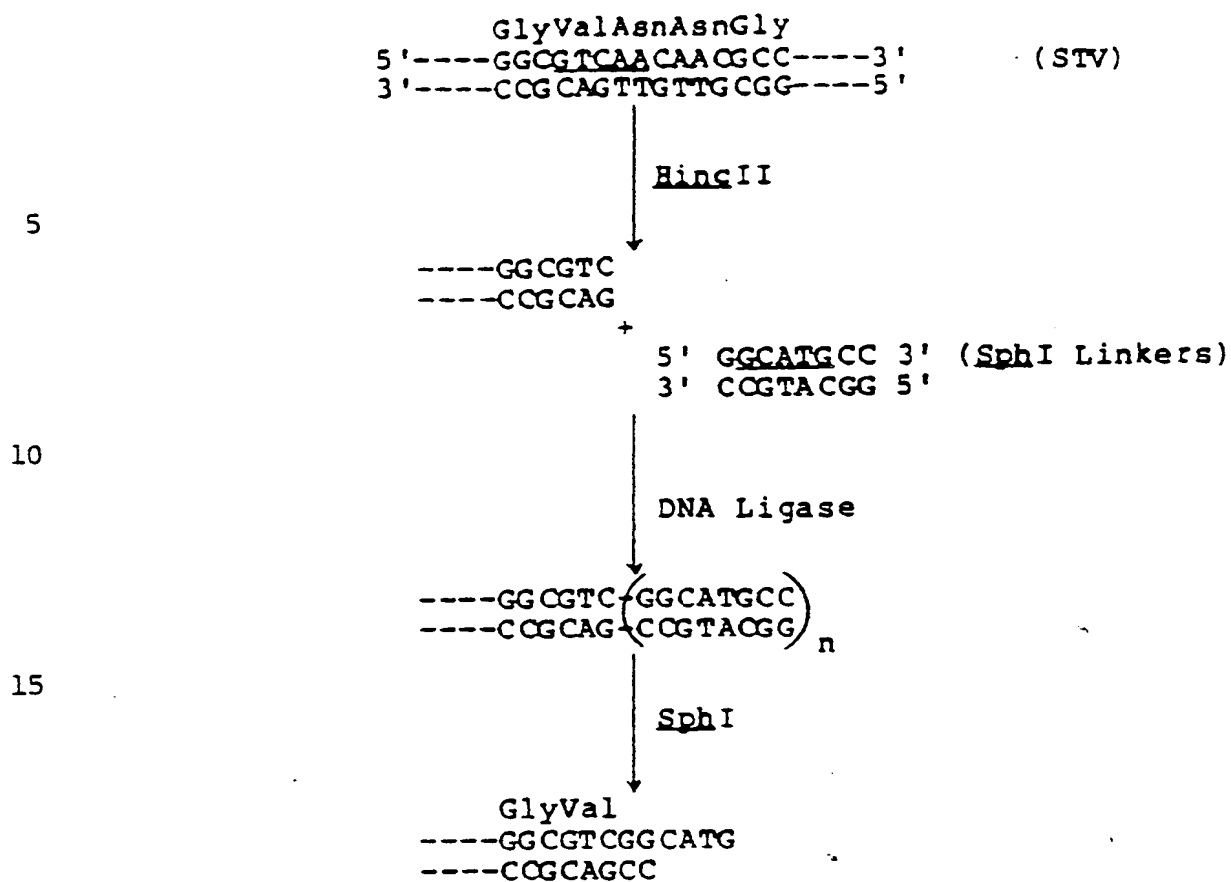 GlyValAsnAsnGly
5'----GGCGTCAACAACGCC----3' (STV)
3'----CCGCAGTTGTTGCGG----5'
HincII
5
----GGCGTC
----CCGCAG
+
5' GGCATGCC 3' (SphI Linkers)
3' CCGTACGG 5'
10
DNA Ligase
----GGCGTC-(GGCATGCC)
----CCGCAG-(CCGTACGG)n
15
SphI
GlyVal
----GGCGTCGGCATG
----CCGCAGCC